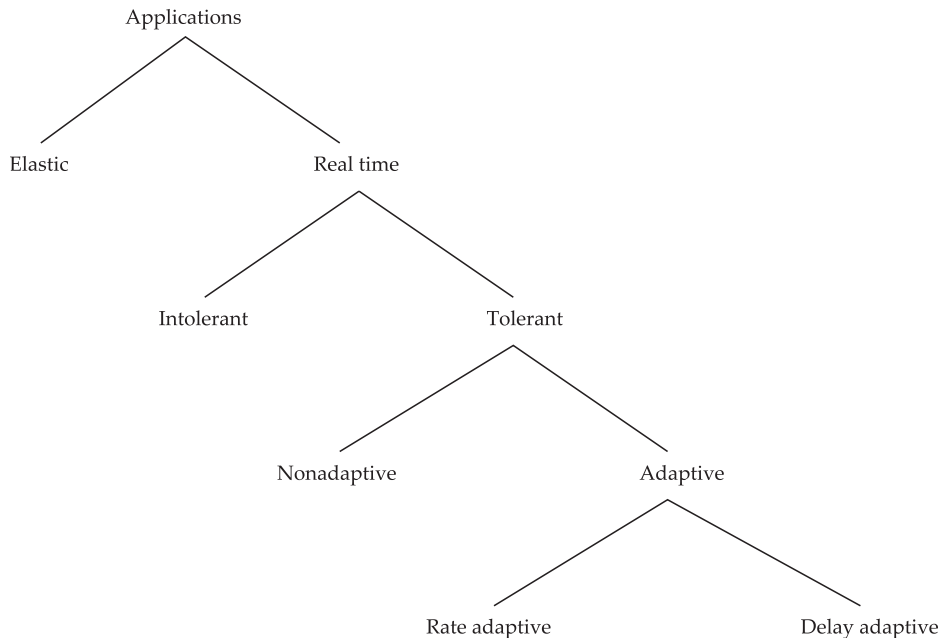 Applications
Elastic
Real time
Intolerant
Tolerant
Nonadaptive
Adaptive
Rate adaptive
Delay adaptive